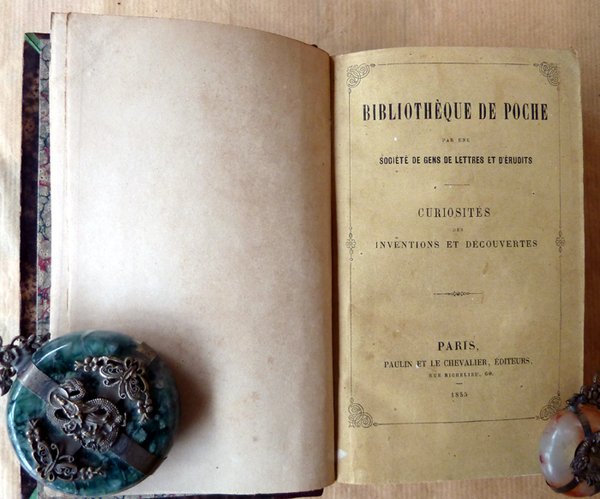 BIBLIOTHÈQUE DE POCHE
PAR UNE
SOCIÉTÉ DE GENS DE LETTRES ET D'ÉRUDITS
CURIOSITÉS
DES
INVENTIONS ET DÉCOUVERTES
PARIS,
PAULIN ET LE CHEVALIER, ÉDITEURS,
RUE RICHELIEU, 60.
1855